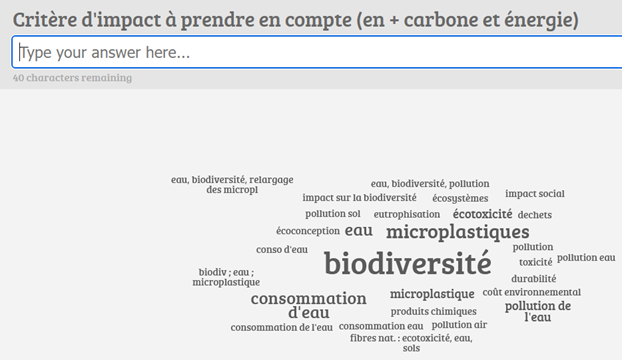 Critère d'impact à prendre en compte (en + carbone et énergie)
Type your answer here...
40 characters remaining
eau, biodiversité, relargage
des micropl
eau, biodiversité, pollution
impact sur la biodiversité
écosystèmes
impact social
pollution sol
eutrophisation
écotoxicité
dechets
écoconception
eau
microplastiques
conso d'eau
biodiversité
pollution
toxicité
pollution eau
biodiv ; eau ;
microplastique
durabilité
consommation
d'eau
microplastique
coût environnemental
produits chimiques
pollution de
l'eau
consommation de l'eau
consommation eau
pollution air
fibres nat. : ecotoxicité, eau,
sols